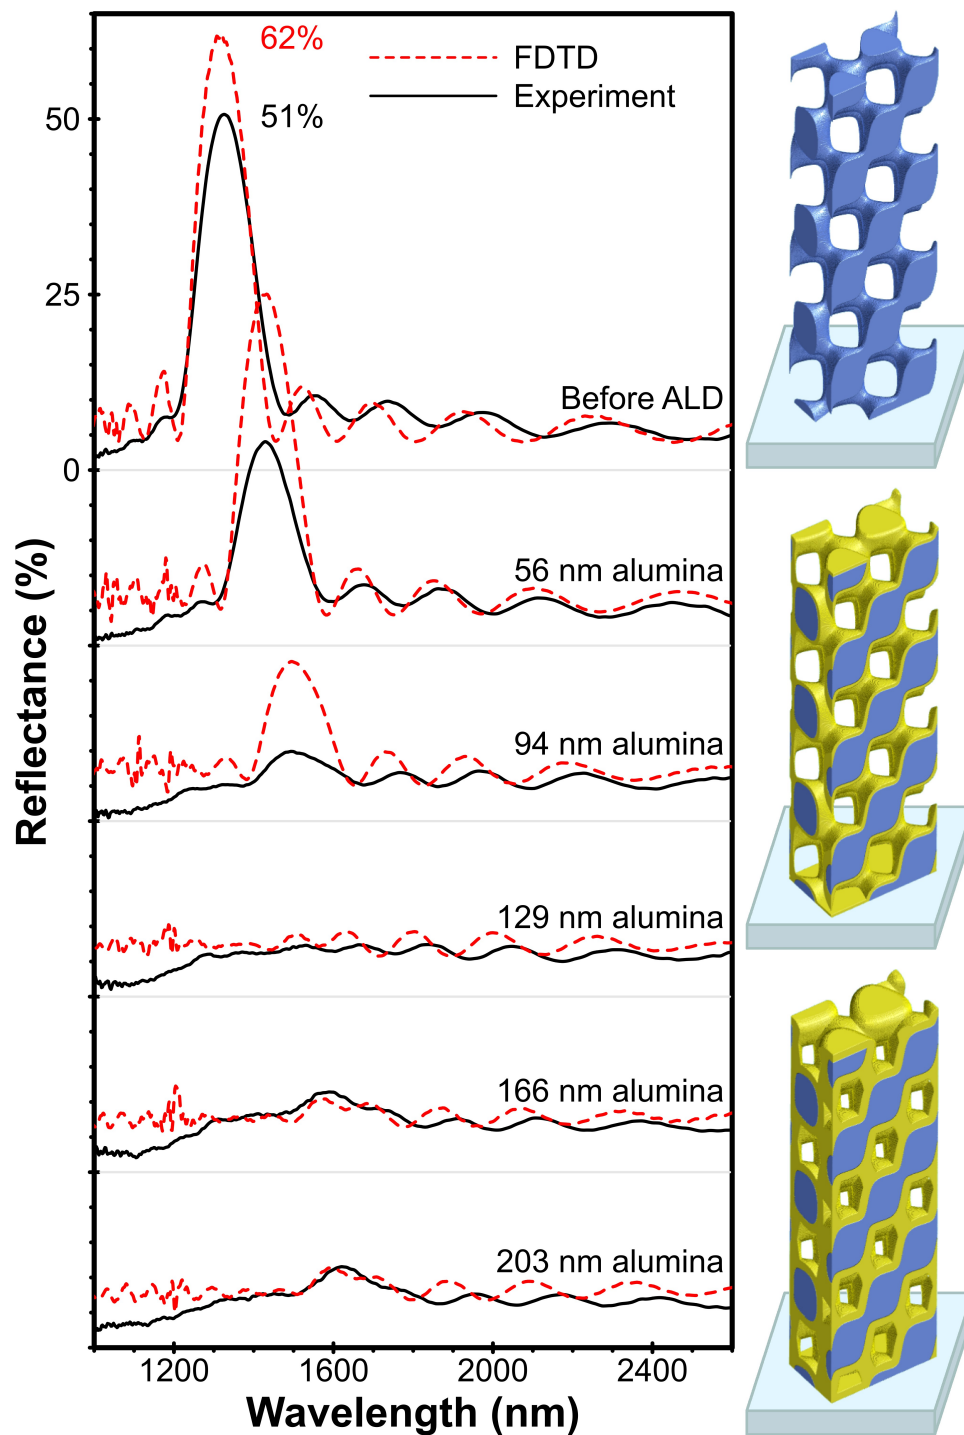 62%
FDTD
51%
Experiment
50
25
Before ALD
0
56 nm alumina
94 nm alumina
129 nm alumina
166 nm alumina
203 nm alumina
Reflectance (%)
1200 1600 2000 2400
Wavelength (nm)